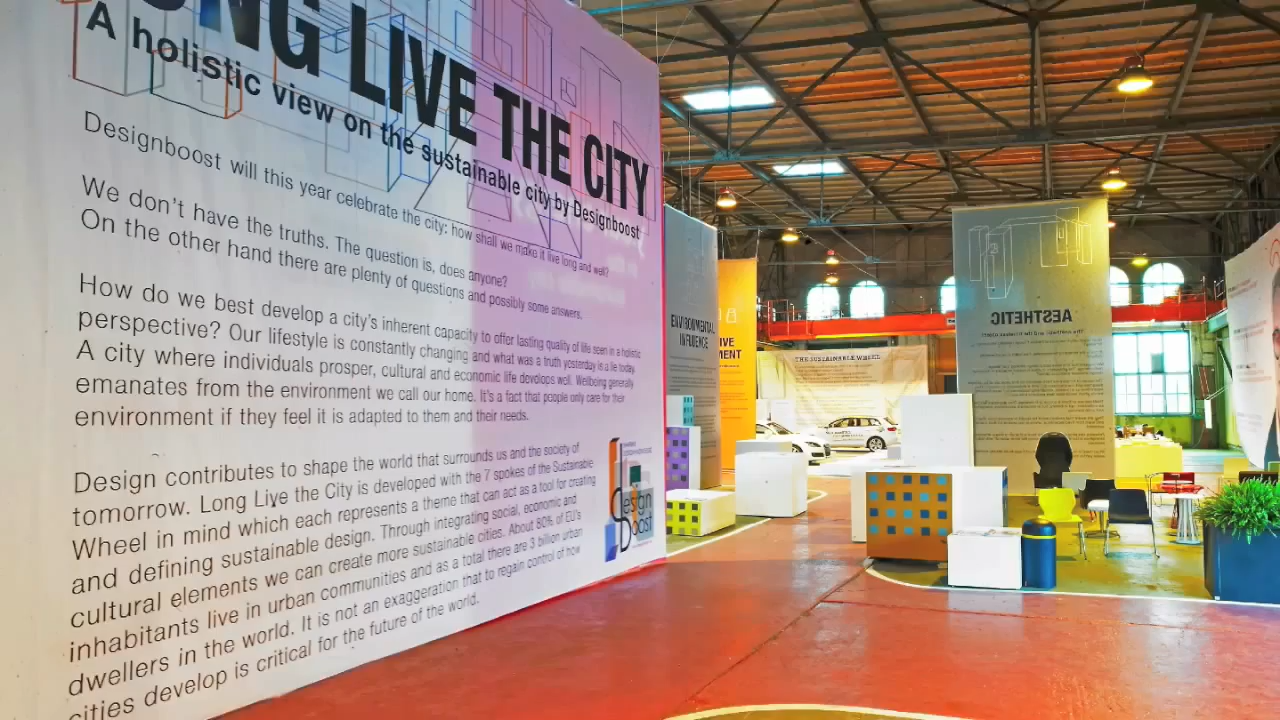 LONG LIVE THE CITY
A holistic view on the sustainable city by Designboost
Designboost will this year celebrate the city: how shall we make it live long and well?
We don't have the truths. The question is, does anyone?
On the other hand there are plenty of questions and possibly some answers.
How do we best develop a city's inherent capacity to offer lasting quality of life seen in a holistic
perspective? Our lifestyle is constantly changing and what was a truth yesterday is a lie today.
A city where individuals prosper, cultural and economic life develops well. Wellbeing generally
emanates from the environment we call our home. It's a fact that people only care for their
environment if they feel it is adapted to them and their needs.
Design contributes to shape the world that surrounds us and the society of
tomorrow. Long Live the City is developed with the 7 spokes of the Sustainable
Wheel in mind which each represents a theme that can act as a tool for creating
and defining sustainable design. Through integrating social, economic and
cultural elements we can create more sustainable cities. About 80% of EU's
inhabitants live in urban communities and as a total there are 3 billion urban
dwellers in the world. It is not an exaggeration that to regain control of how
cities develop is critical for the future of the world.
design
boost
ENVIRONMENTAL
INFLUENCE
IVE
MENT
THE SUSTAINABLE WHEEL
AESTHETIC